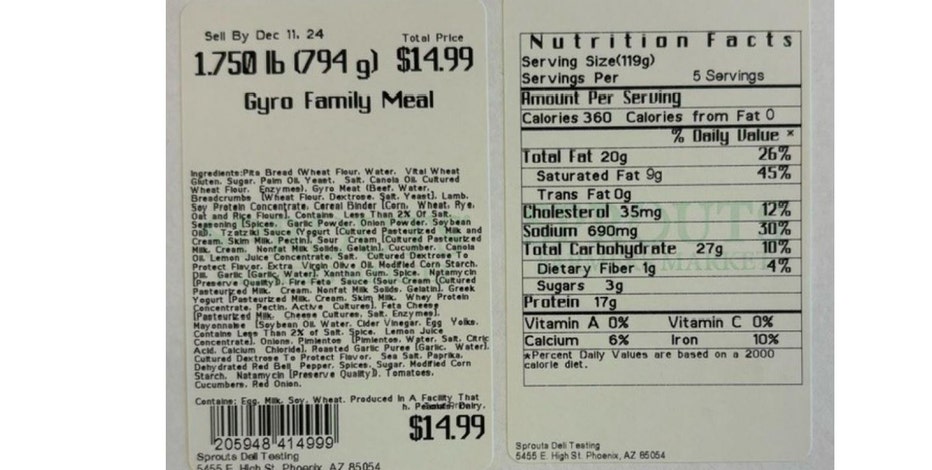 Sell By Dec 11, 24
Total Price
1.750 lb (794 g) $14.99
Gyro Family Meal
Ingredients:Pita Bread (Wheat Flour, Water, Vital Wheat
Gluten, Sugar, Palm Oil, Yeast, Salt, Canola Oil, Cultured
Wheat Flour, Enzymes), Gyro Meat (Beef, Water,
Breadcrumbs [Wheat Flour, Dextrose, Salt, Yeast], Lamb,
Soy Protein Concentrate, Cereal Binder [Corn, Wheat, Rye,
Oat and Rice Flours], Contains Less Than 2% Of Salt,
Seasoning [Spices, Garlic Powder, Onion Powder, Soybean
Oil]), Tzatziki Sauce (Yogurt [Cultured Pasteurized Milk and
Cream, Skim Milk, Pectin], Sour Cream [Cultured Pasteurized
Milk, Cream, Nonfat Milk Solids, Gelatin], Cucumber, Canola
Oil, Lemon Juice Concentrate, Salt, Cultured Dextrose To
Protect Flavor, Extra Virgin Olive Oil, Modified Corn Starch,
Dill, Garlic [Garlic, Water], Xanthan Gum, Spice, Natamycin
[Preserve Quality]), Fire Feta Sauce (Sour Cream [Cultured
Pasteurized Milk, Cream, Nonfat Milk Solids, Gelatin], Greek
Yogurt [Pasteurized Milk, Cream, Skim Milk, Whey Protein
Concentrate, Pectin, Active Cultures], Feta Cheese
[Pasteurized Milk, Cheese Cultures, Salt, Enzymes],
Mayonnaise [Soybean Oil, Water, Cider Vinegar, Egg Yolks,
Contains Less Than 2% of Salt, Spice, Lemon Juice
Concentrate], Onions, Pimientos [Pimientos, Water, Salt, Citric
Acid, Calcium Chloride], Roasted Garlic Puree [Garlic, Water],
Cultured Dextrose To Protect Flavor, Sea Salt, Paprika,
Dehydrated Red Bell Pepper, Spices, Sugar, Modified Corn
Starch, Natamycin [Preserve Quality]), Tomatoes,
Cucumbers, Red Onion.
Contains: Egg, Milk, Soy, Wheat. Produced In A Facility That
Dairy.
$14.99
205948 414999
Sprouts Deli Testing
5455 E. High St. Phoenix, AZ 85054
Nutrition Facts
Serving Size(119g)
Servings Per 5 Servings
Amount Per Serving
Calories 360 Calories from Fat 0
% Daily Value *
Total Fat 20g 26%
Saturated Fat 9g 45%
Trans Fat 0g
Cholesterol 35mg 12%
Sodium 690mg 30%
Total Carbohydrate 27g 10%
Dietary Fiber 1g 4%
Sugars 3g
Protein 17g
Vitamin A 0% Vitamin C 0%
Calcium 6% Iron 10%
*Percent Daily Values are based on a 2000
calorie diet.
Sprouts Deli Testing
5455 E. High St. Phoenix, AZ 85054